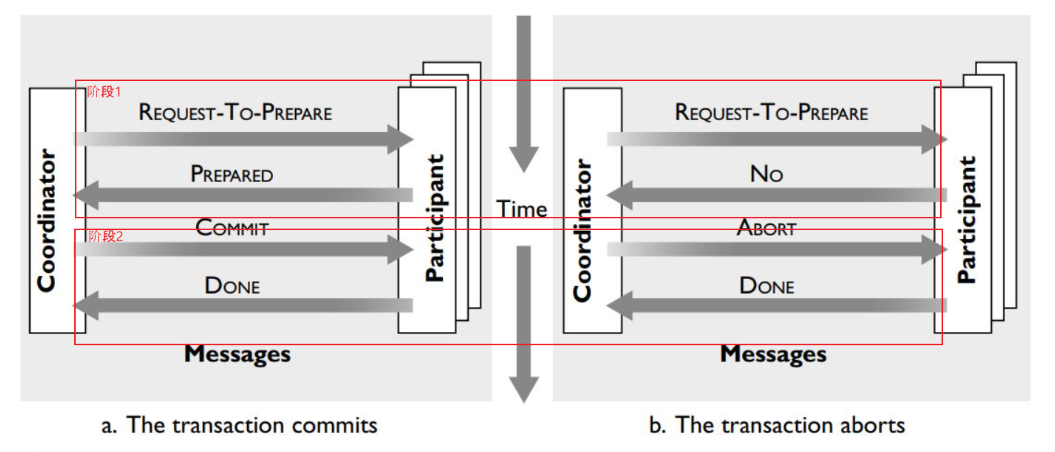 阶段1
Coordinator
REQUEST-TO-PREPARE
PREPARED
阶段2
COMMIT
DONE
Participant
Messages
a. The transaction commits
Time
Coordinator
REQUEST-TO-PREPARE
NO
ABORT
DONE
Participant
Messages
b. The transaction aborts